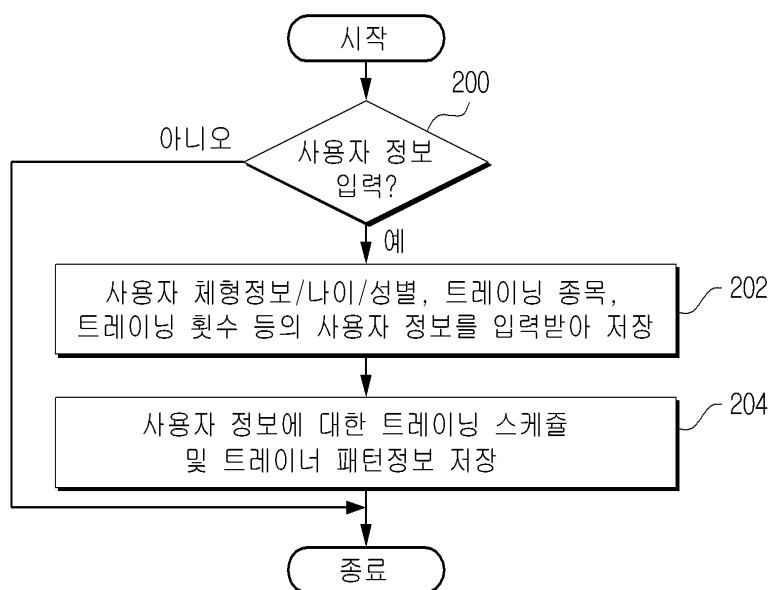 시작
200
아니오
사용자 정보
입력?
예
사용자 체형정보/나이/성별, 트레이닝 종목,
트레이닝 횟수 등의 사용자 정보를 입력받아 저장
202
사용자 정보에 대한 트레이닝 스케쥴
및 트레이너 패턴정보 저장
204
종료